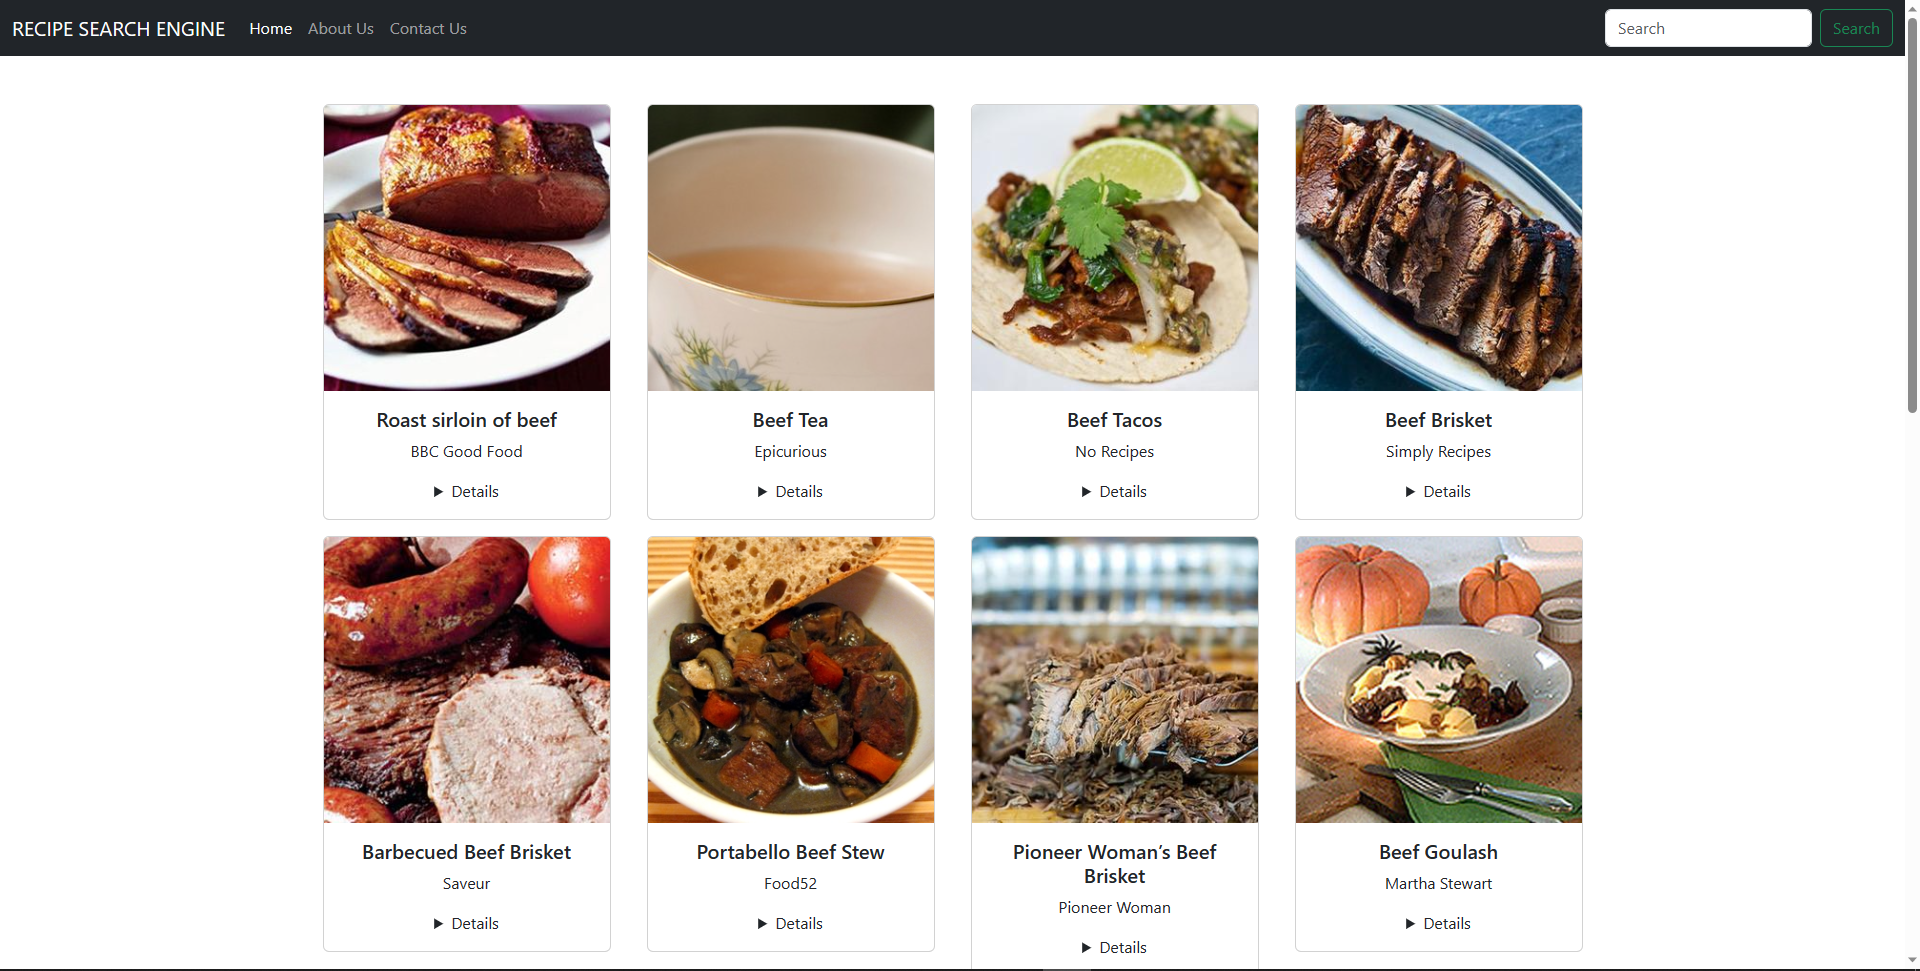 RECIPE SEARCH ENGINE Home About Us Contact Us Search Search
Roast sirloin of beef
BBC Good Food
▶ Details
Beef Tea
Epicurious
▶ Details
Beef Tacos
No Recipes
▶ Details
Beef Brisket
Simply Recipes
▶ Details
Barbecued Beef Brisket
Saveur
▶ Details
Portabello Beef Stew
Food52
▶ Details
Pioneer Woman’s Beef
Brisket
Pioneer Woman
▶ Details
Beef Goulash
Martha Stewart
▶ Details